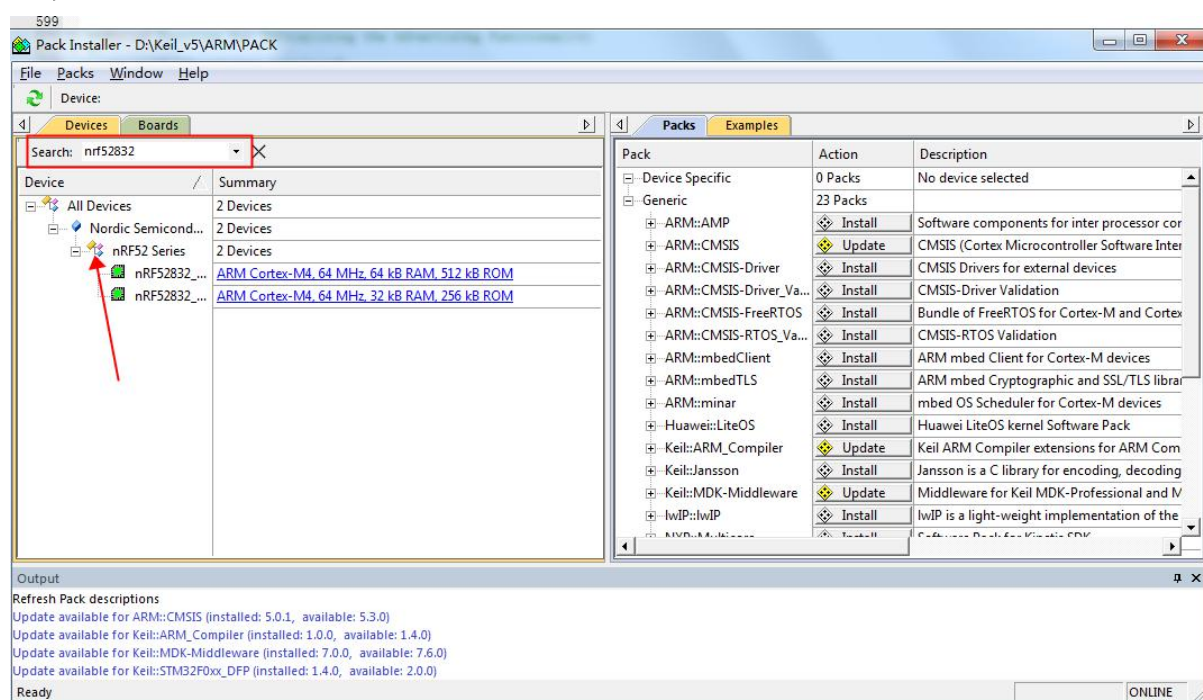 599
Pack Installer - D:\Keil_v5\ARM\PACK
File Packs Window Help
Device:
Devices Boards
Search: nrf52832
Device Summary
All Devices 2 Devices
Nordic Semicond... 2 Devices
nRF52 Series 2 Devices
nRF52832_... ARM Cortex-M4, 64 MHz, 64 kB RAM, 512 kB ROM
nRF52832_... ARM Cortex-M4, 64 MHz, 32 kB RAM, 256 kB ROM
Packs Examples
Pack Action Description
Device Specific 0 Packs No device selected
Generic 23 Packs
ARM::AMP Install Software components for inter processor cor
ARM::CMSIS Update CMSIS (Cortex Microcontroller Software Inter
ARM::CMSIS-Driver Install CMSIS Drivers for external devices
ARM::CMSIS-Driver_Va... Install CMSIS-Driver Validation
ARM::CMSIS-FreeRTOS Install Bundle of FreeRTOS for Cortex-M and Cortex
ARM::CMSIS-RTOS_Va... Install CMSIS-RTOS Validation
ARM::mbedClient Install ARM mbed Client for Cortex-M devices
ARM::mbedTLS Install ARM mbed Cryptographic and SSL/TLS librar
ARM::minar Install mbed OS Scheduler for Cortex-M devices
Huawei::LiteOS Install Huawei LiteOS kernel Software Pack
Keil::ARM_Compiler Update Keil ARM Compiler extensions for ARM Com
Keil::Jansson Install Jansson is a C library for encoding, decoding
Keil::MDK-Middleware Update Middleware for Keil MDK-Professional and M
lwIP::lwIP Install lwIP is a light-weight implementation of the
Output
Refresh Pack descriptions
Update available for ARM::CMSIS (installed: 5.0.1, available: 5.3.0)
Update available for Keil::ARM_Compiler (installed: 1.0.0, available: 1.4.0)
Update available for Keil::MDK-Middleware (installed: 7.0.0, available: 7.6.0)
Update available for Keil::STM32F0xx_DFP (installed: 1.4.0, available: 2.0.0)
Ready ONLINE